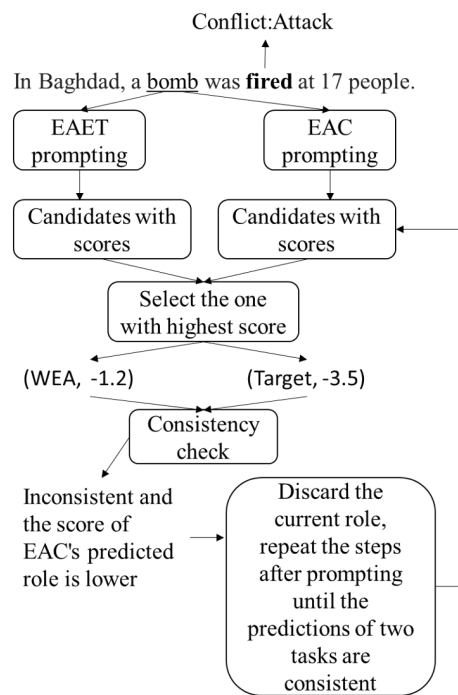 Conflict:Attack
In Baghdad, a bomb was fired at 17 people.
EAET
prompting
EAC
prompting
Candidates with
scores
Candidates with
scores
Select the one
with highest score
(WEA, -1.2)
(Target, -3.5)
Consistency
check
Inconsistent and
the score of
EAC's predicted
role is lower
Discard the
current role,
repeat the steps
after prompting
until the
predictions of two
tasks are
consistent